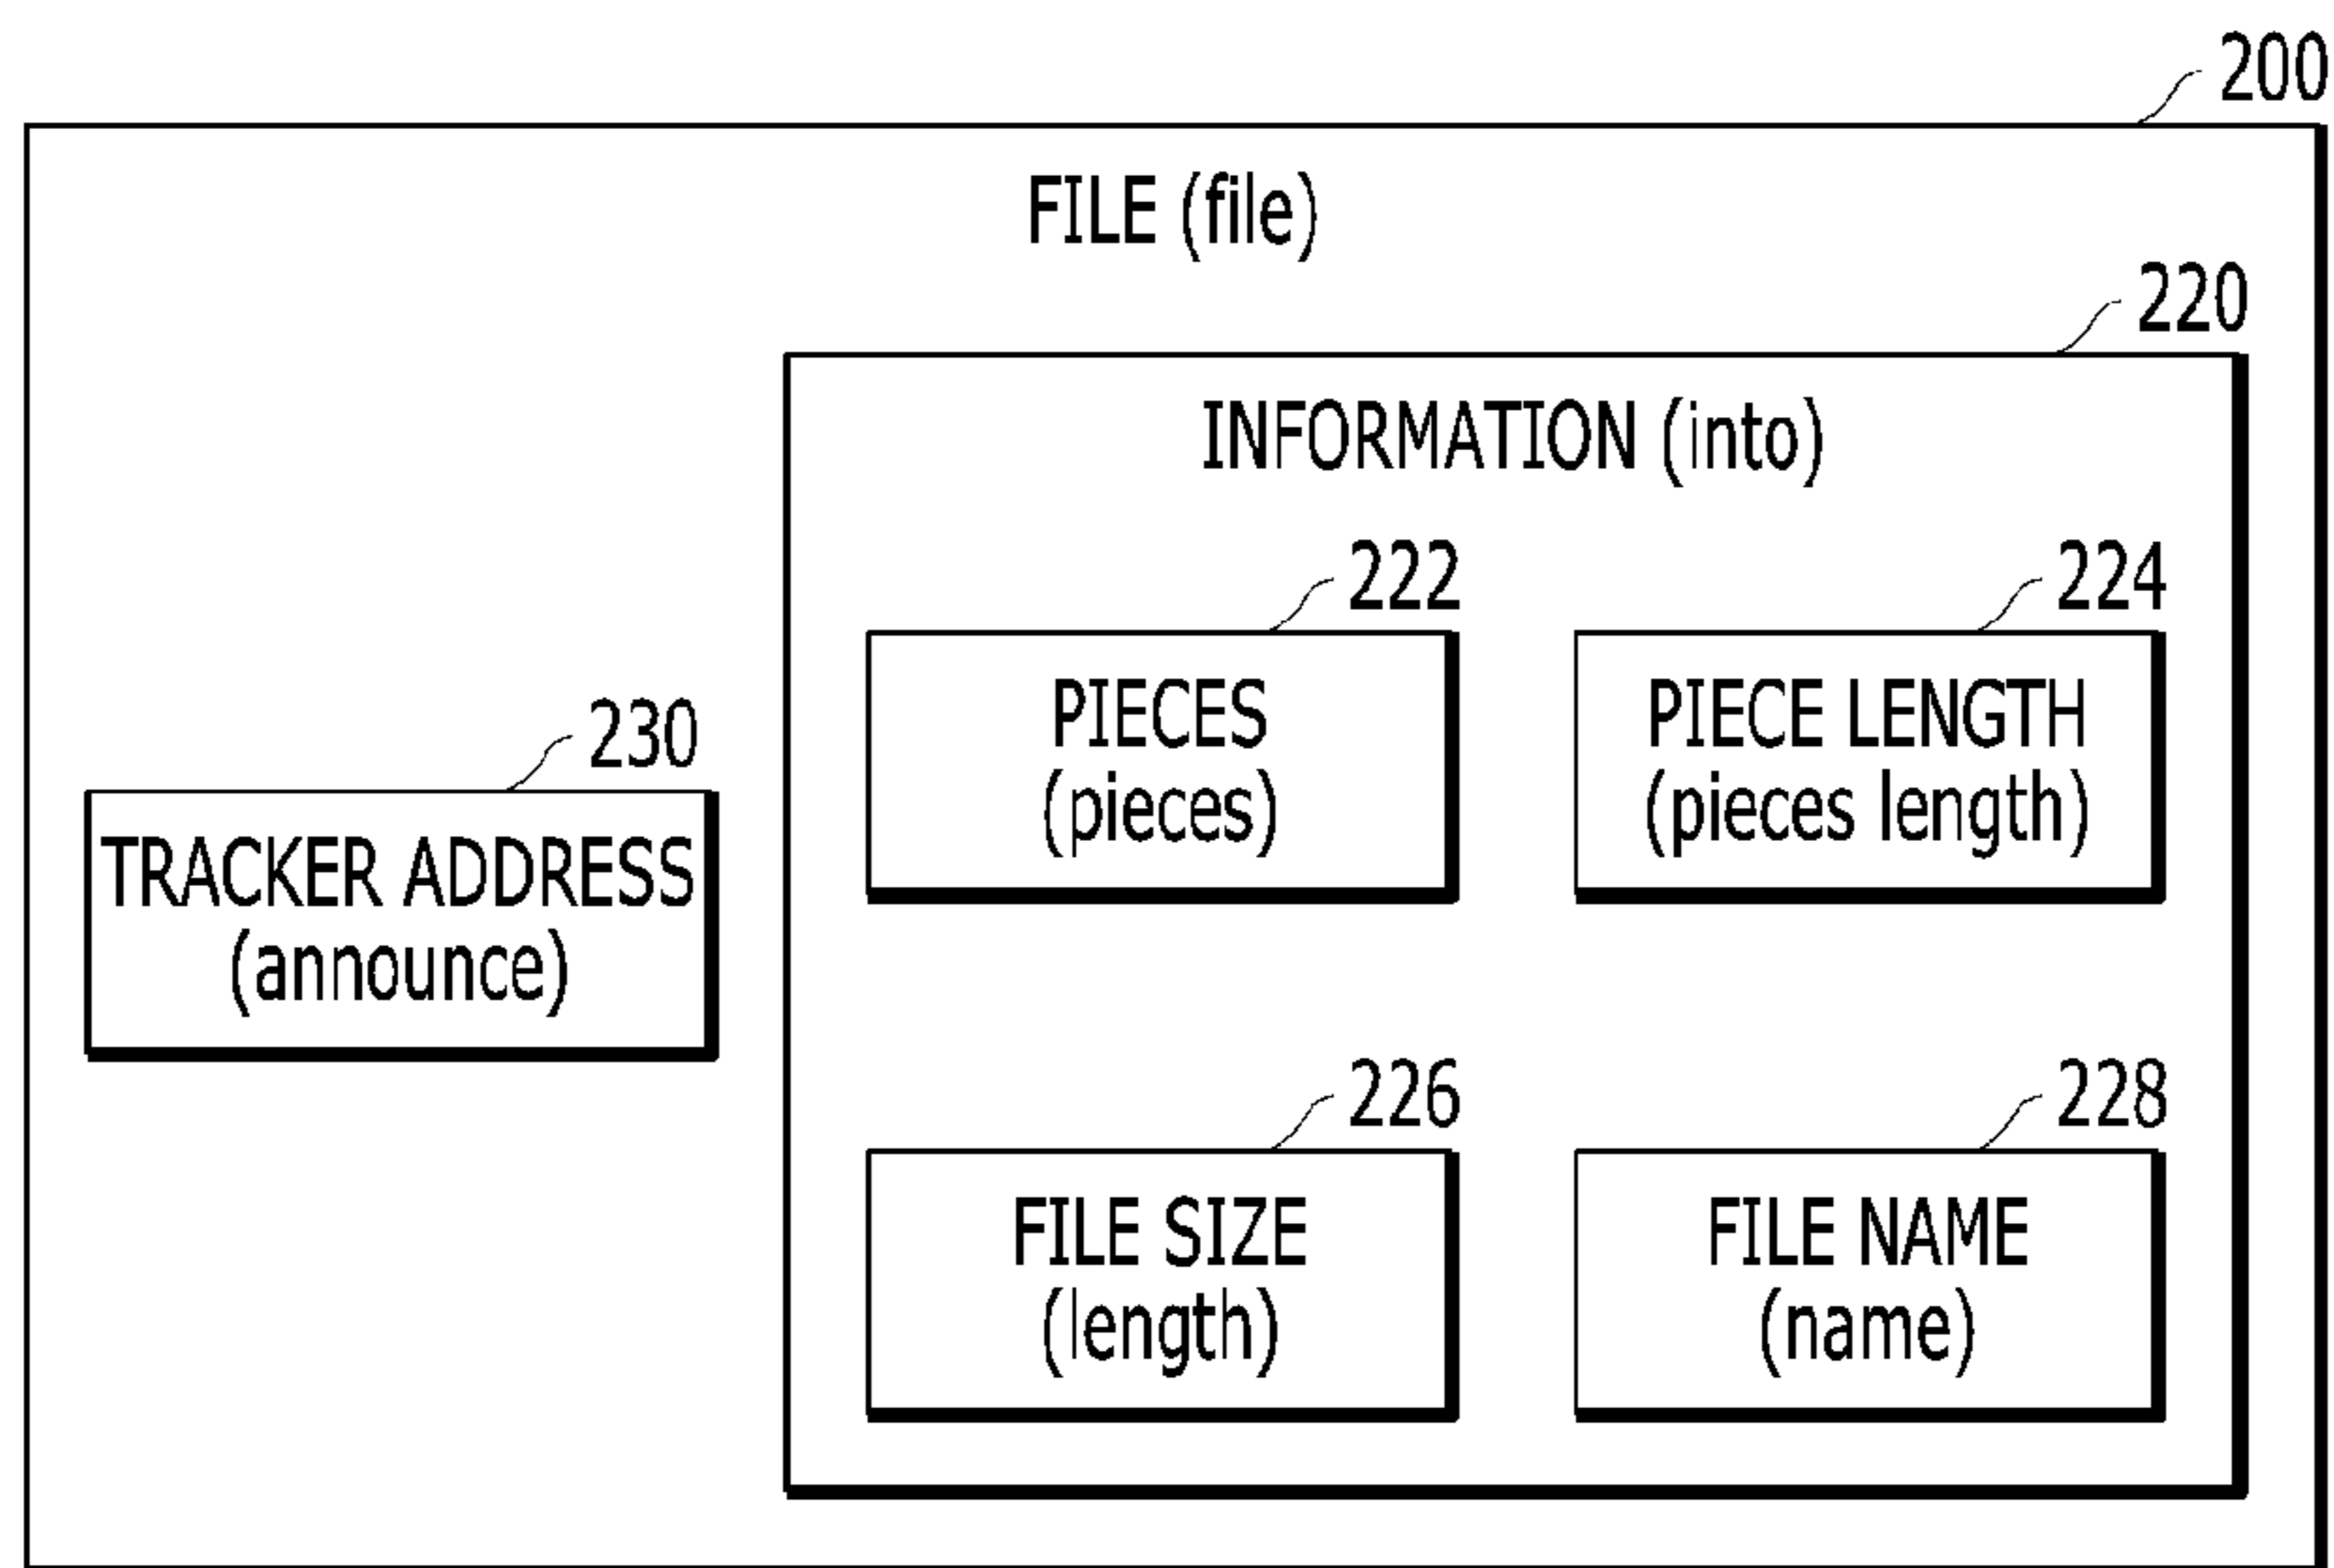 200
FILE (file)
220
INFORMATION (into)
222
224
PIECES
(pieces)
PIECE LENGTH
(pieces length)
230
TRACKER ADDRESS
(announce)
226
228
FILE SIZE
(length)
FILE NAME
(name)